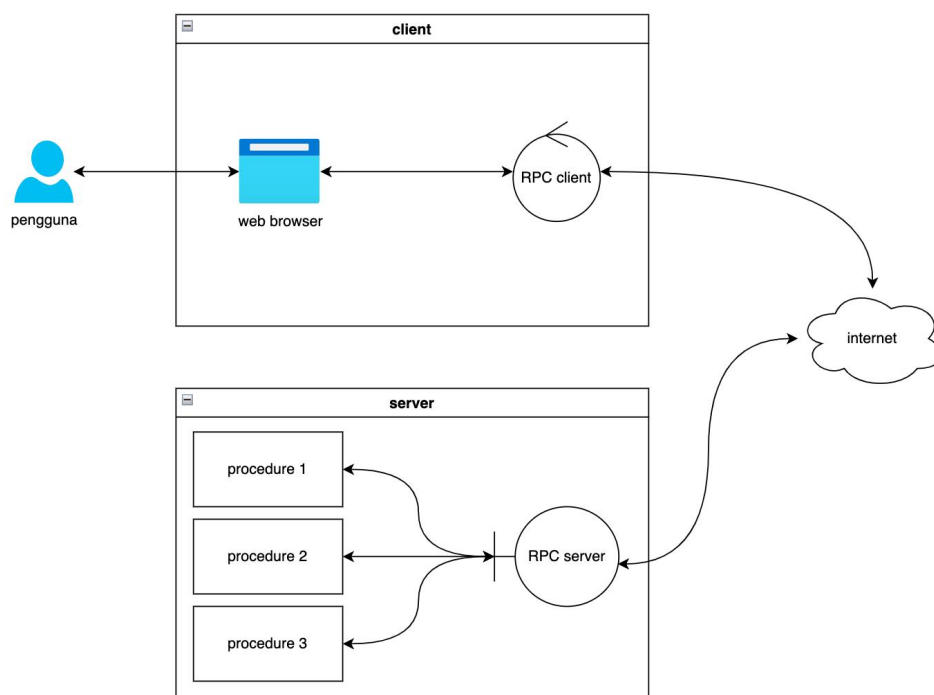 client
pengguna
web browser
RPC client
internet
server
procedure 1
procedure 2
procedure 3
RPC server